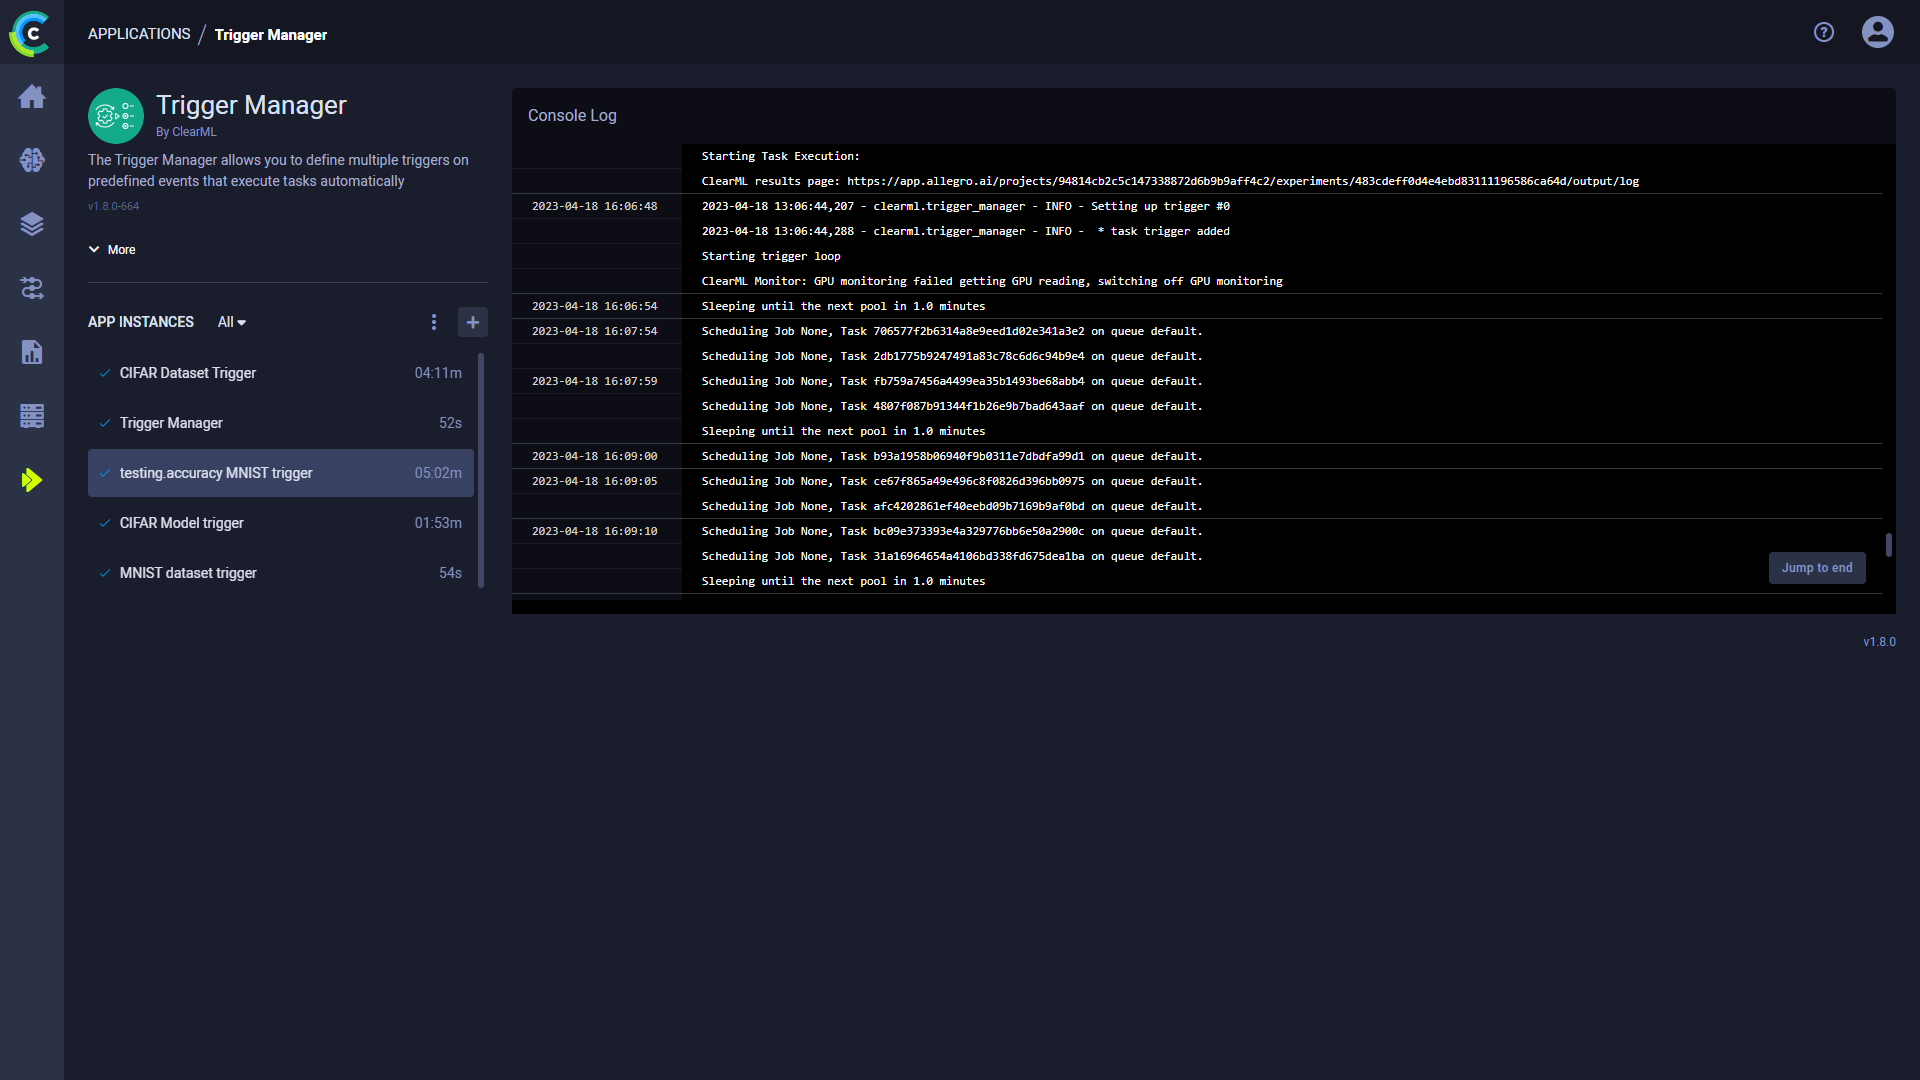 APPLICATIONS / Trigger Manager
Trigger Manager
By ClearML
The Trigger Manager allows you to define multiple triggers on
predefined events that execute tasks automatically
v1.8.0-664
More
APP INSTANCES All
CIFAR Dataset Trigger 04:11m
Trigger Manager 52s
testing.accuracy MNIST trigger 05:02m
CIFAR Model trigger 01:53m
MNIST dataset trigger 54s
Console Log
Starting Task Execution:
ClearML results page: https://app.allegro.ai/projects/94814cb2c5c147338872d6b9b9aff4c2/experiments/483cdeff0d4e4ebd83111196586ca64d/output/log
2023-04-18 16:06:48 2023-04-18 13:06:44,207 - clearml.trigger_manager - INFO - Setting up trigger #0
2023-04-18 13:06:44,288 - clearml.trigger_manager - INFO -  * task trigger added
Starting trigger loop
ClearML Monitor: GPU monitoring failed getting GPU reading, switching off GPU monitoring
2023-04-18 16:06:54 Sleeping until the next pool in 1.0 minutes
2023-04-18 16:07:54 Scheduling Job None, Task 706577f2b6314a8e9eed1d02e341a3e2 on queue default.
Scheduling Job None, Task 2db1775b9247491a83c78c6d6c94b9e4 on queue default.
2023-04-18 16:07:59 Scheduling Job None, Task fb759a7456a4499ea35b1493be68abb4 on queue default.
Scheduling Job None, Task 4807f087b91344f1b26e9b7bad643aaf on queue default.
Sleeping until the next pool in 1.0 minutes
2023-04-18 16:09:00 Scheduling Job None, Task b93a1958b06940f9b0311e7dbdfa99d1 on queue default.
2023-04-18 16:09:05 Scheduling Job None, Task ce67f865a49e496c8f0826d396bb0975 on queue default.
Scheduling Job None, Task afc4202861ef40eebd09b7169b9af0bd on queue default.
2023-04-18 16:09:10 Scheduling Job None, Task bc09e373393e4a329776bb6e50a2900c on queue default.
Scheduling Job None, Task 31a16964654a4106bd338fd675dea1ba on queue default.
Sleeping until the next pool in 1.0 minutes
Jump to end
v1.8.0